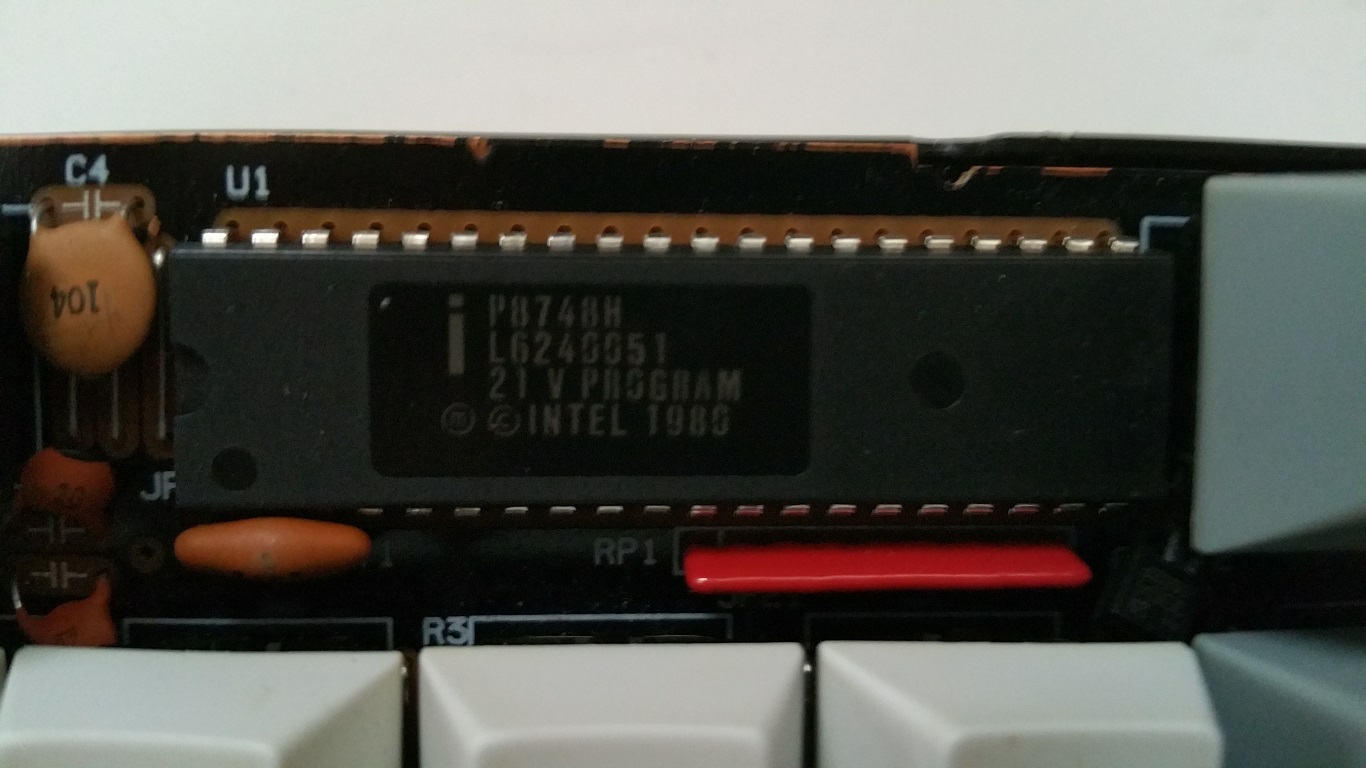 C4
U1
104
i P8748H
L6240051
21 V PROGRAM
Ⓜ © INTEL 1980
RP1
R3